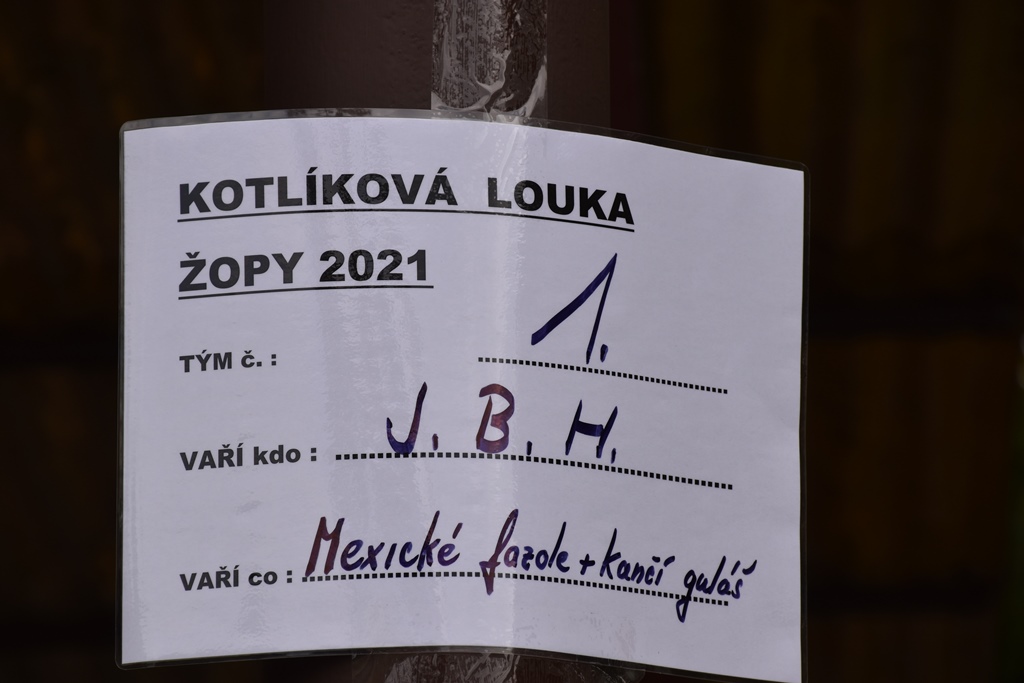 KOTLÍKOVÁ LOUKA
ŽOPY 2021
TÝM č. : 1.
VAŘÍ kdo : J. B. H.
VAŘÍ co : Mexické fazole + kančí guláš